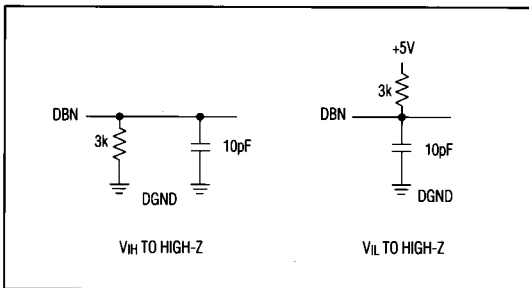 +5V
3k
DBN
DBN
3k
10pF
10pF
DGND
DGND
VIH TO HIGH-Z
VIL TO HIGH-Z